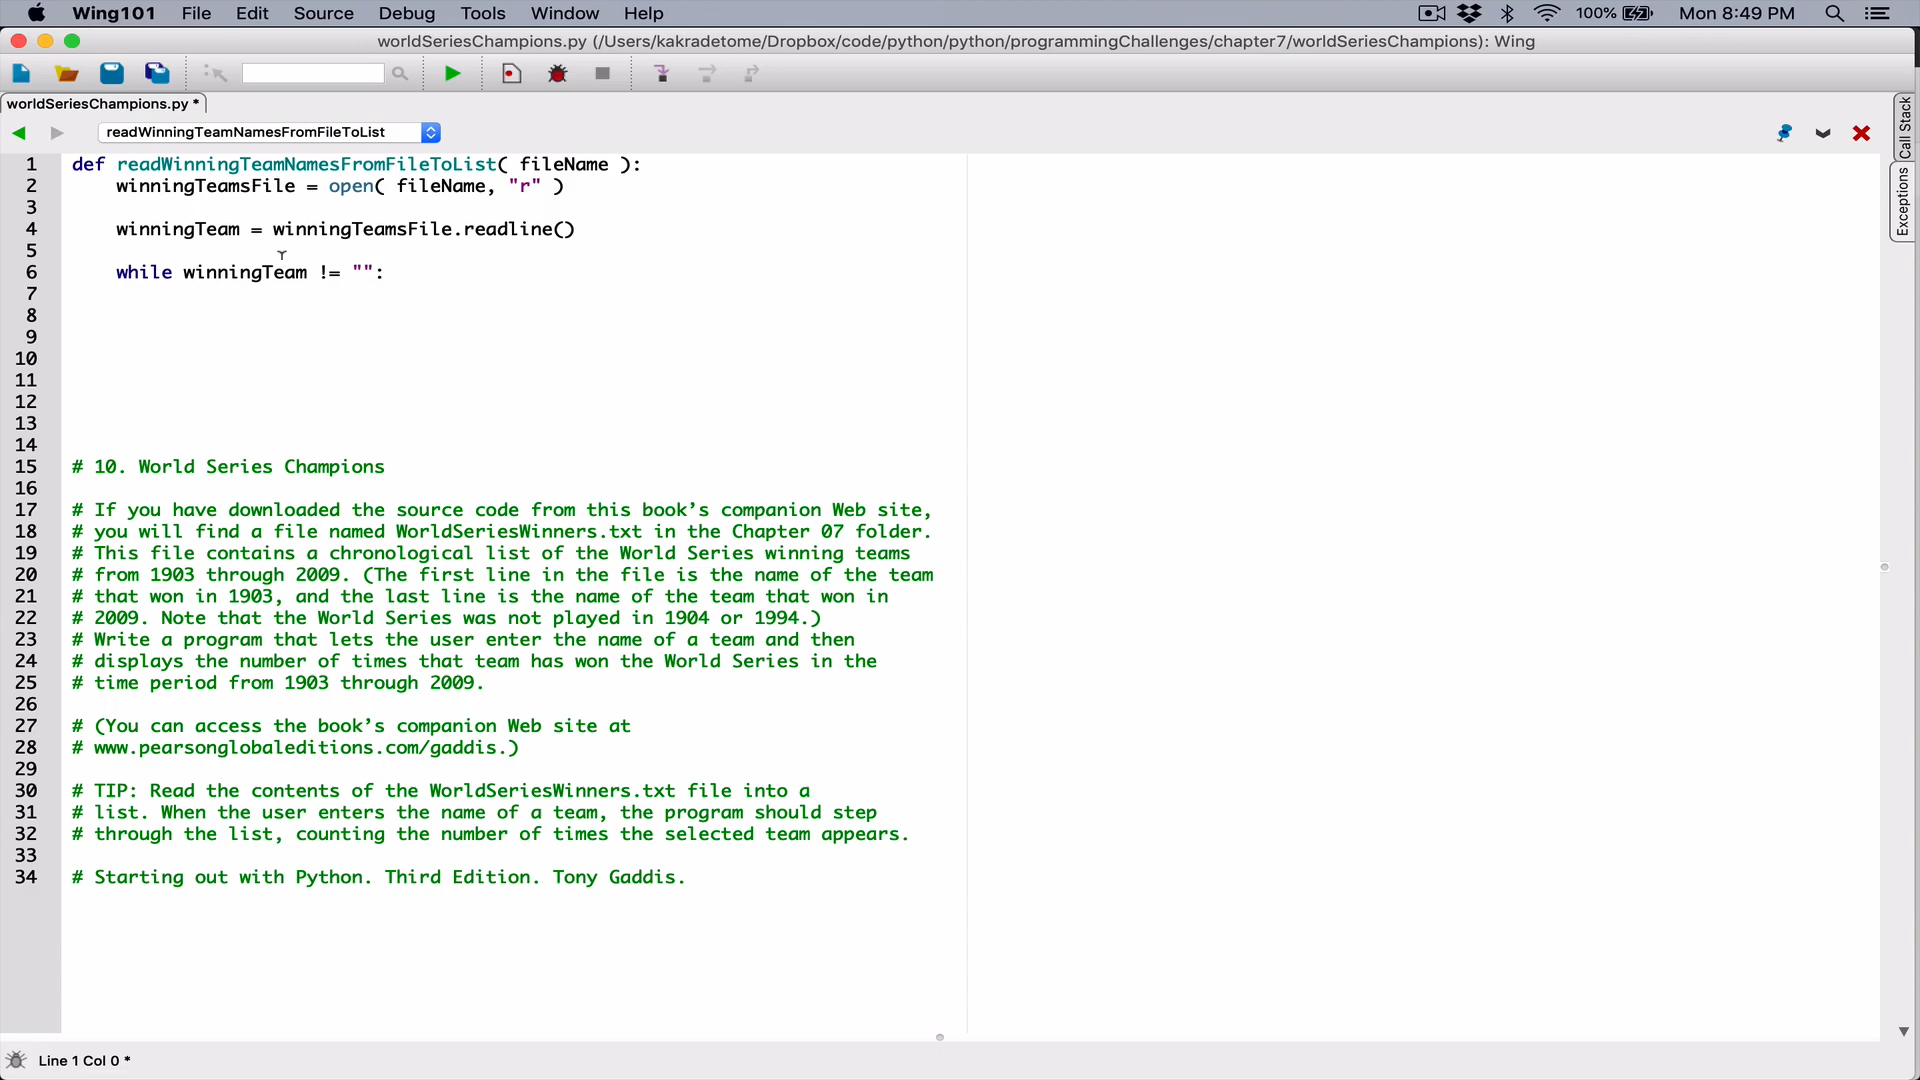 Wing101 File Edit Source Debug Tools Window Help 100% Mon 8:49 PM
worldSeriesChampions.py (/Users/kakradetome/Dropbox/code/python/python/programmingChallenges/chapter7/worldSeriesChampions): Wing
worldSeriesChampions.py *
readWinningTeamNamesFromFileToList
Call Stack
Exceptions
1 def readWinningTeamNamesFromFileToList( fileName ):
2 winningTeamsFile = open( fileName, "r" )
3
4 winningTeam = winningTeamsFile.readline()
5
6 while winningTeam != "":
7
8
9
10
11
12
13
14
15 # 10. World Series Champions
16
17 # If you have downloaded the source code from this book’s companion Web site,
18 # you will find a file named WorldSeriesWinners.txt in the Chapter 07 folder.
19 # This file contains a chronological list of the World Series winning teams
20 # from 1903 through 2009. (The first line in the file is the name of the team
21 # that won in 1903, and the last line is the name of the team that won in
22 # 2009. Note that the World Series was not played in 1904 or 1994.)
23 # Write a program that lets the user enter the name of a team and then
24 # displays the number of times that team has won the World Series in the
25 # time period from 1903 through 2009.
26
27 # (You can access the book’s companion Web site at
28 # www.pearsonglobaleditions.com/gaddis.)
29
30 # TIP: Read the contents of the WorldSeriesWinners.txt file into a
31 # list. When the user enters the name of a team, the program should step
32 # through the list, counting the number of times the selected team appears.
33
34 # Starting out with Python. Third Edition. Tony Gaddis.
Line 1 Col 0 *